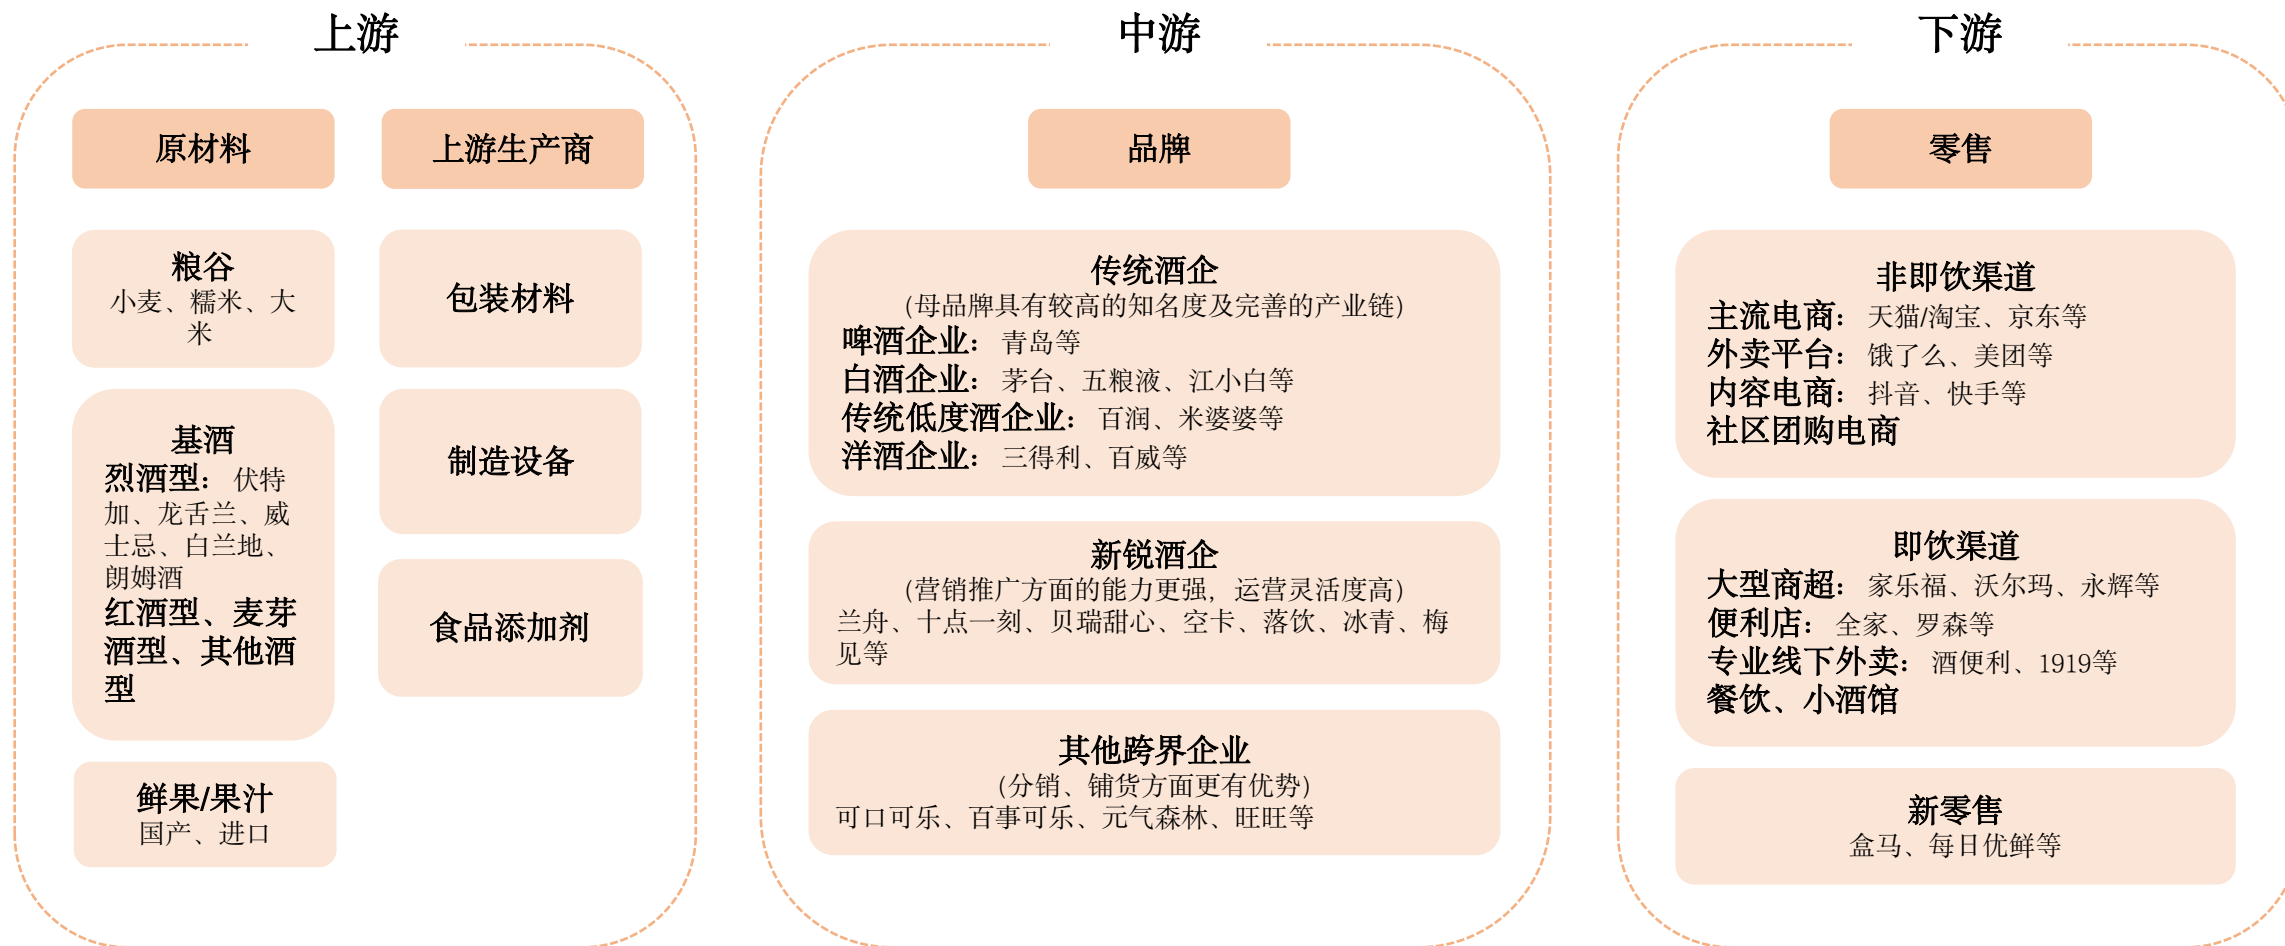 上游
原材料
上游生产商
粮谷
小麦、糯米、大
米
基酒
烈酒型：伏特
加、龙舌兰、威
士忌、白兰地、
朗姆酒
红酒型、麦芽
酒型、其他酒
型
鲜果/果汁
国产、进口
包装材料
制造设备
食品添加剂
中游
品牌
传统酒企
（母品牌具有较高的知名度及完善的产业链）
啤酒企业：青岛等
白酒企业：茅台、五粮液、江小白等
传统低度酒企业：百润、米婆婆等
洋酒企业：三得利、百威等
新锐酒企
（营销推广方面的能力更强，运营灵活度高）
兰舟、十点一刻、贝瑞甜心、空卡、落饮、冰青、梅
见等
其他跨界企业
（分销、铺货方面更有优势）
可口可乐、百事可乐、元气森林、旺旺等
下游
零售
非即饮渠道
主流电商：天猫/淘宝、京东等
外卖平台：饿了么、美团等
内容电商：抖音、快手等
社区团购电商
即饮渠道
大型商超：家乐福、沃尔玛、永辉等
便利店：全家、罗森等
专业线下外卖：酒便利、1919等
餐饮、小酒馆
新零售
盒马、每日优鲜等